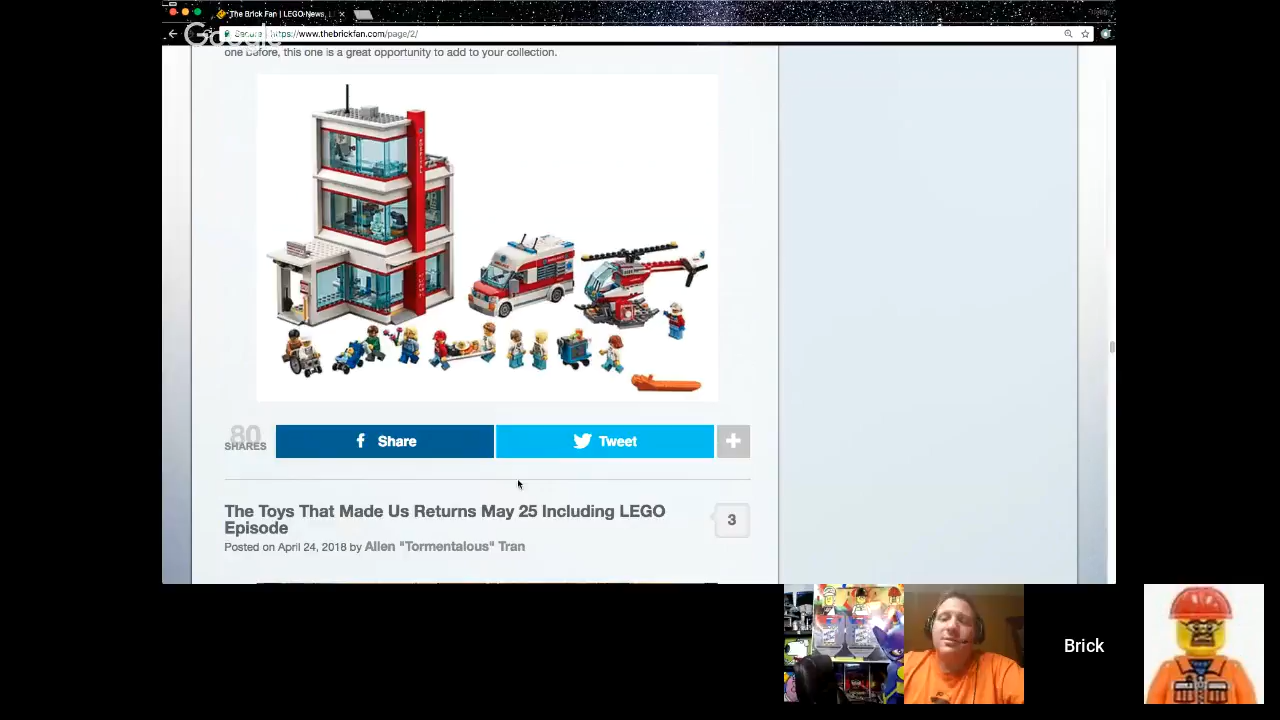 The Brick Fan | LEGO News,
Google
Secure | https://www.thebrickfan.com/page/2/
one before, this one is a great opportunity to add to your collection.
80
SHARES
Share
Tweet
The Toys That Made Us Returns May 25 Including LEGO
Episode
3
Posted on April 24, 2018 by Allen "Tormentalous" Tran
Brick